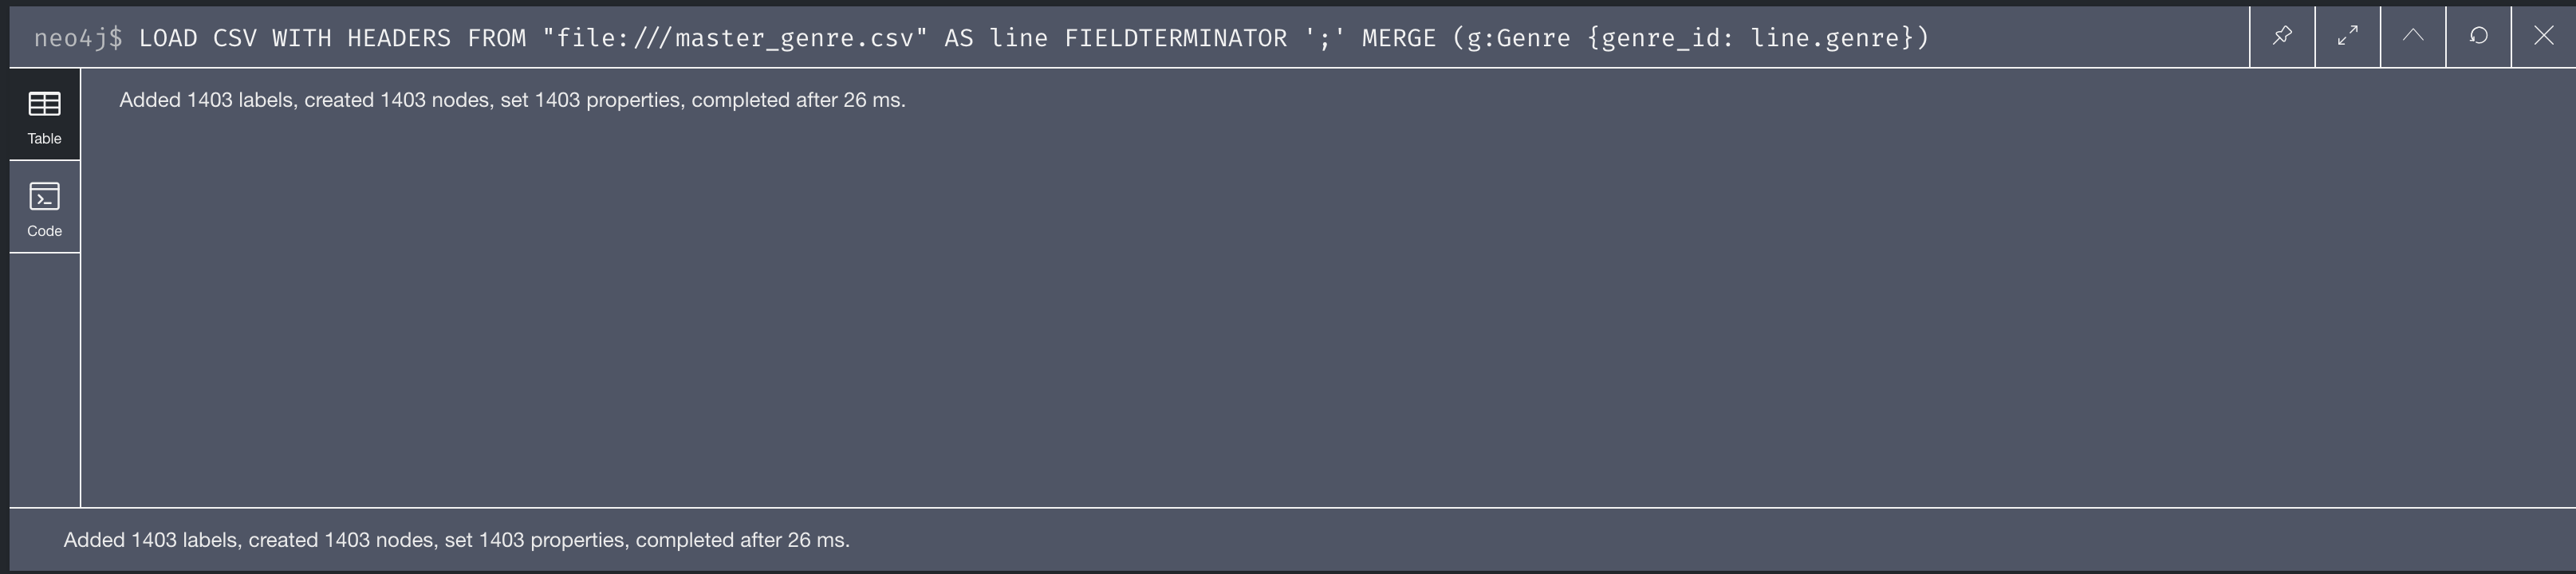 neo4j$ LOAD CSV WITH HEADERS FROM "file:///master_genre.csv" AS line FIELDTERMINATOR ';' MERGE (g:Genre {genre_id: line.genre})
Table
Added 1403 labels, created 1403 nodes, set 1403 properties, completed after 26 ms.
Code
Added 1403 labels, created 1403 nodes, set 1403 properties, completed after 26 ms.